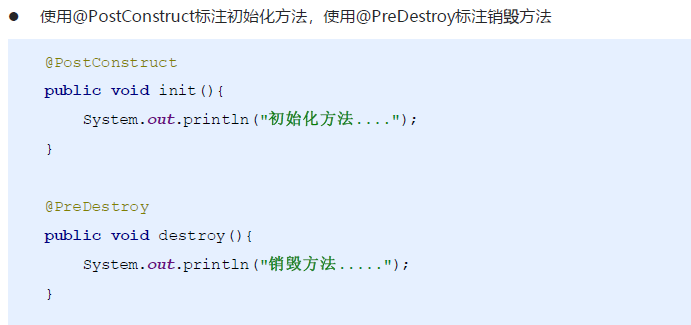 ● 使用@PostConstruct标注初始化方法，使用@PreDestroy标注销毁方法
@PostConstruct
public void init(){
    System.out.println("初始化方法....");
}
@PreDestroy
public void destroy(){
    System.out.println("销毁方法.....");
}